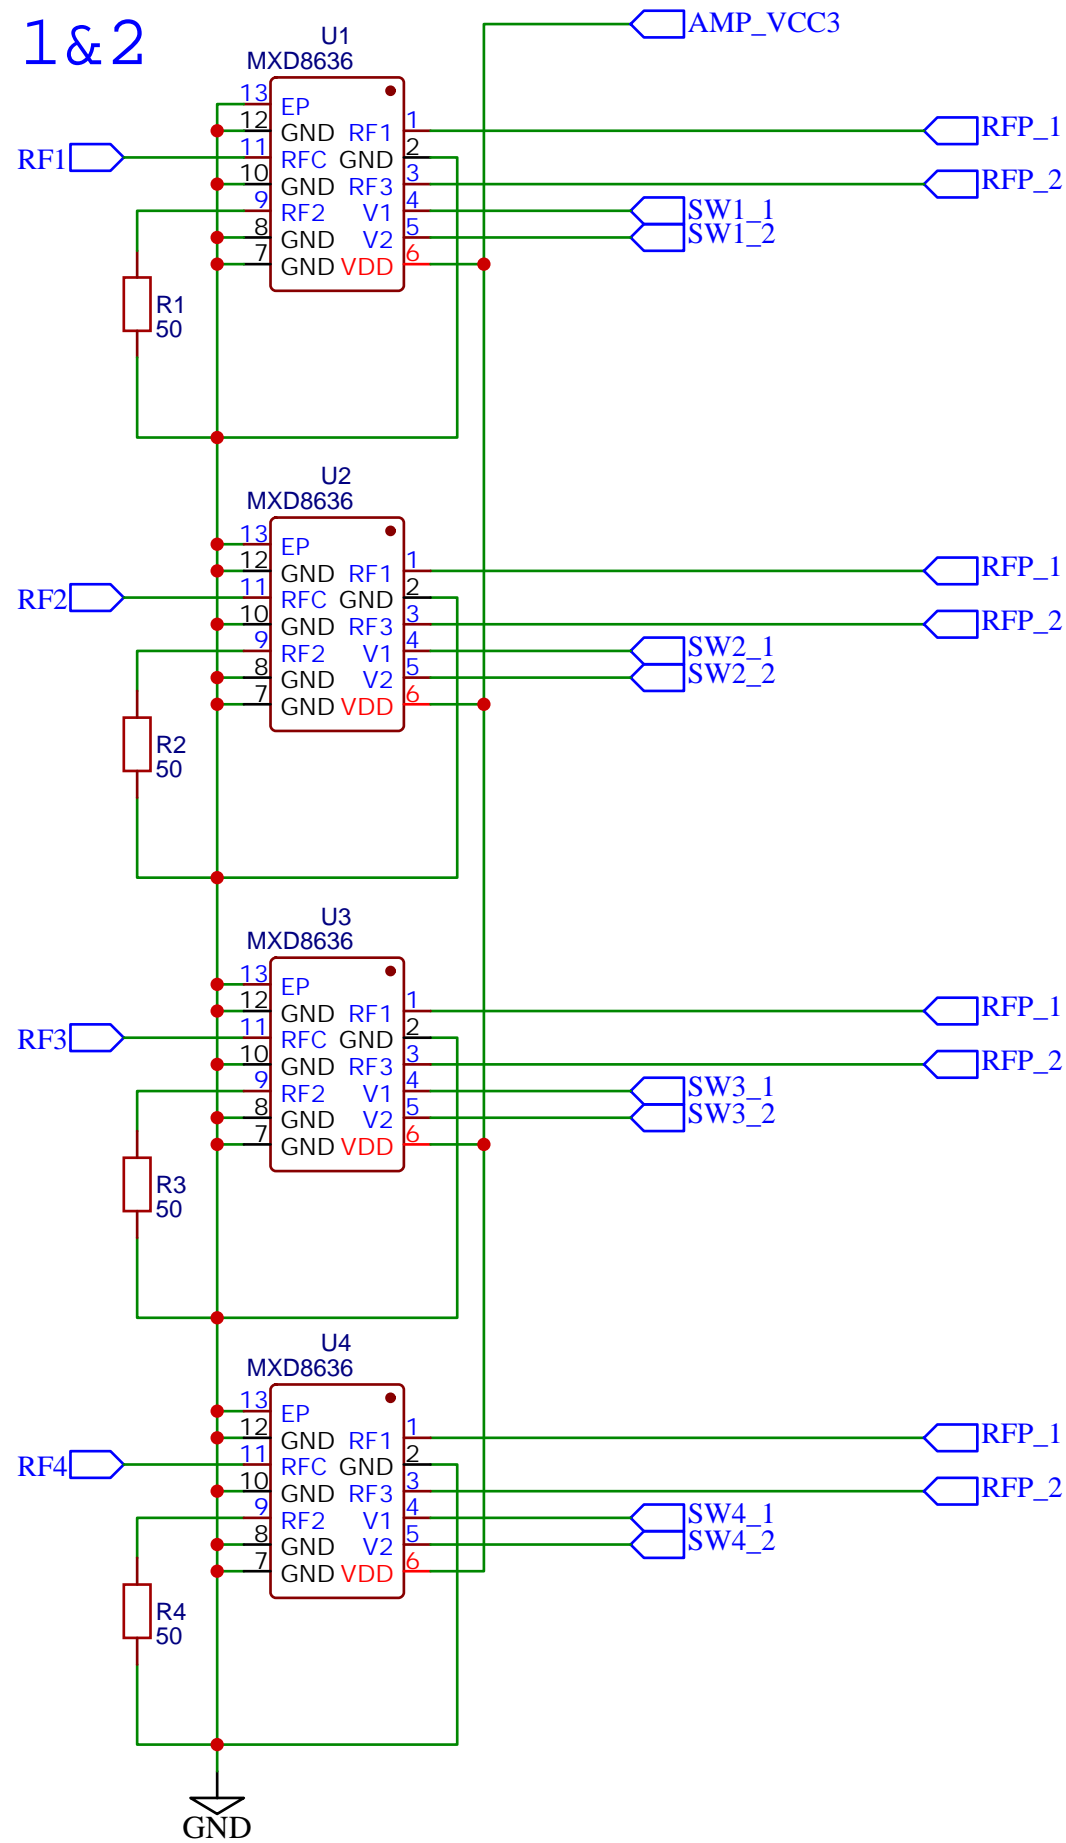 1&2
AMP_VCC3
U1
MXD8636
13 EP
12 GND RF1 1 RFP_1
RF1 11 RFC GND 2
10 GND RF3 3 RFP_2
9 RF2 V1 4 SW1_1
8 GND V2 5 SW1_2
7 GND VDD 6
R1
50
U2
MXD8636
13 EP
12 GND RF1 1 RFP_1
RF2 11 RFC GND 2
10 GND RF3 3 RFP_2
9 RF2 V1 4 SW2_1
8 GND V2 5 SW2_2
7 GND VDD 6
R2
50
U3
MXD8636
13 EP
12 GND RF1 1 RFP_1
RF3 11 RFC GND 2
10 GND RF3 3 RFP_2
9 RF2 V1 4 SW3_1
8 GND V2 5 SW3_2
7 GND VDD 6
R3
50
U4
MXD8636
13 EP
12 GND RF1 1 RFP_1
RF4 11 RFC GND 2
10 GND RF3 3 RFP_2
9 RF2 V1 4 SW4_1
8 GND V2 5 SW4_2
7 GND VDD 6
R4
50
GND